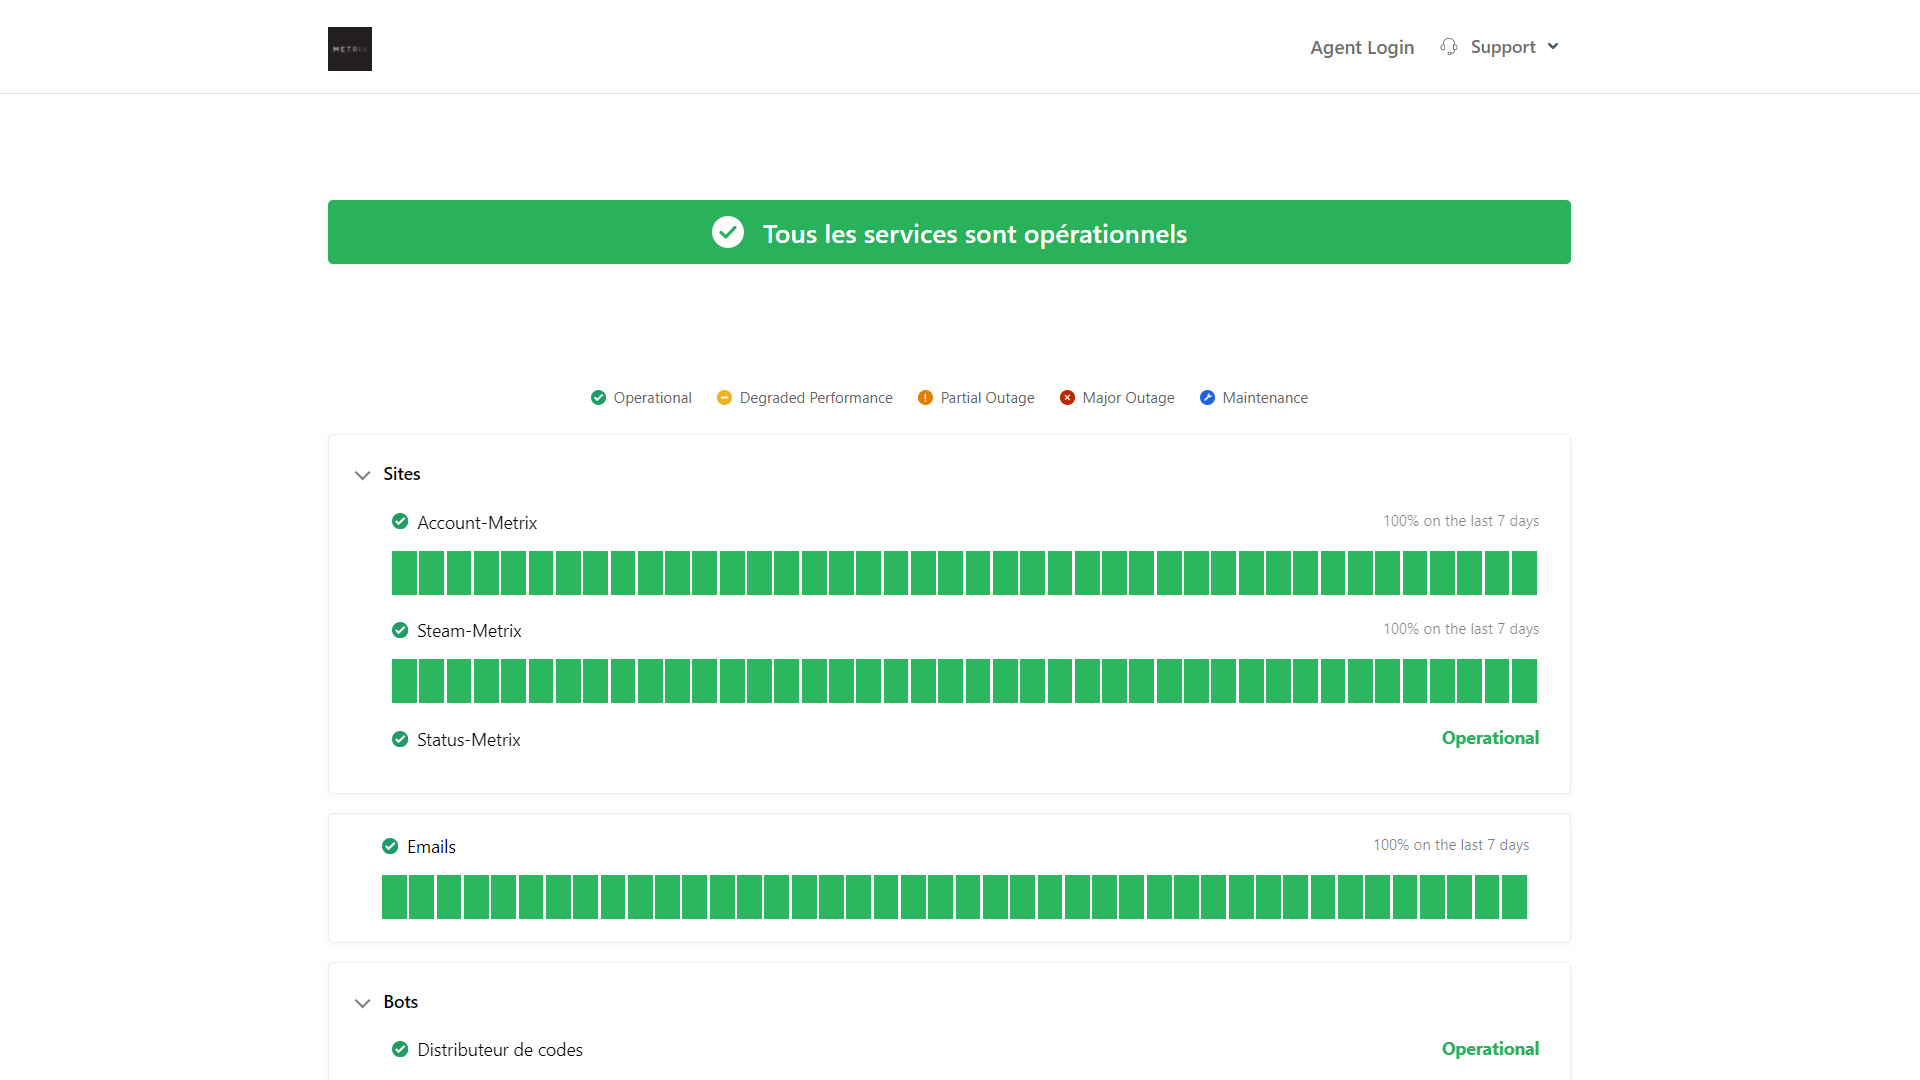 METRIX
Agent Login
Support
Tous les services sont opérationnels
Operational
Degraded Performance
Partial Outage
Major Outage
Maintenance
Sites
Account-Metrix
100% on the last 7 days
Steam-Metrix
100% on the last 7 days
Status-Metrix
Operational
Emails
100% on the last 7 days
Bots
Distributeur de codes
Operational